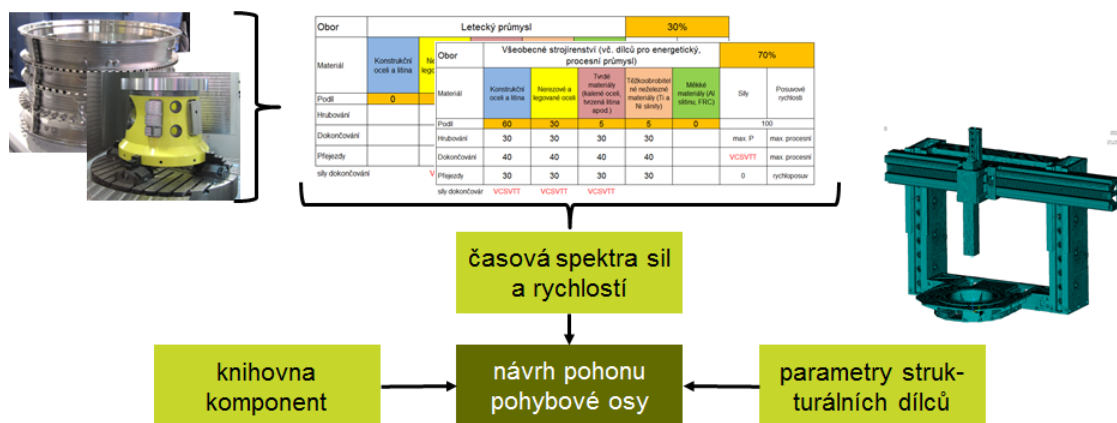 Obor Letecký průmysl 30%
Materiál
Konstrukční
oceli a litina
Podíl 0
Hrubování
Dokončování
Přejezdy
síly dokončování
Obor Všeobecné strojírenství (vč. dílců pro energetický,
procesní průmysl) 70%
Materiál
Konstrukční
oceli a litina
Nerezové a
legované oceli
Tvrdé
materiály
(kalené oceli,
tvrzená litina
apod.)
Těžkoobrobitel
né neželezné
materiály (Ti a
Ni slitiny)
Měkké
materiály (Al
slitinu, FRC)
Síly
Posuvové
rychlosti
Podíl 60 30 5 5 0 100
Hrubování 30 30 30 30 max. P max. procesní
Dokončování 40 40 40 40 VCSVTT max. procesní
Přejezdy 30 30 30 30 0 rychloposuv
síly dokončovár VCSVTT VCSVTT VCSVTT
časová spektra sil
a rychlostí
knihovna
komponent
návrh pohonu
pohybové osy
parametry struk-
turálních dílců